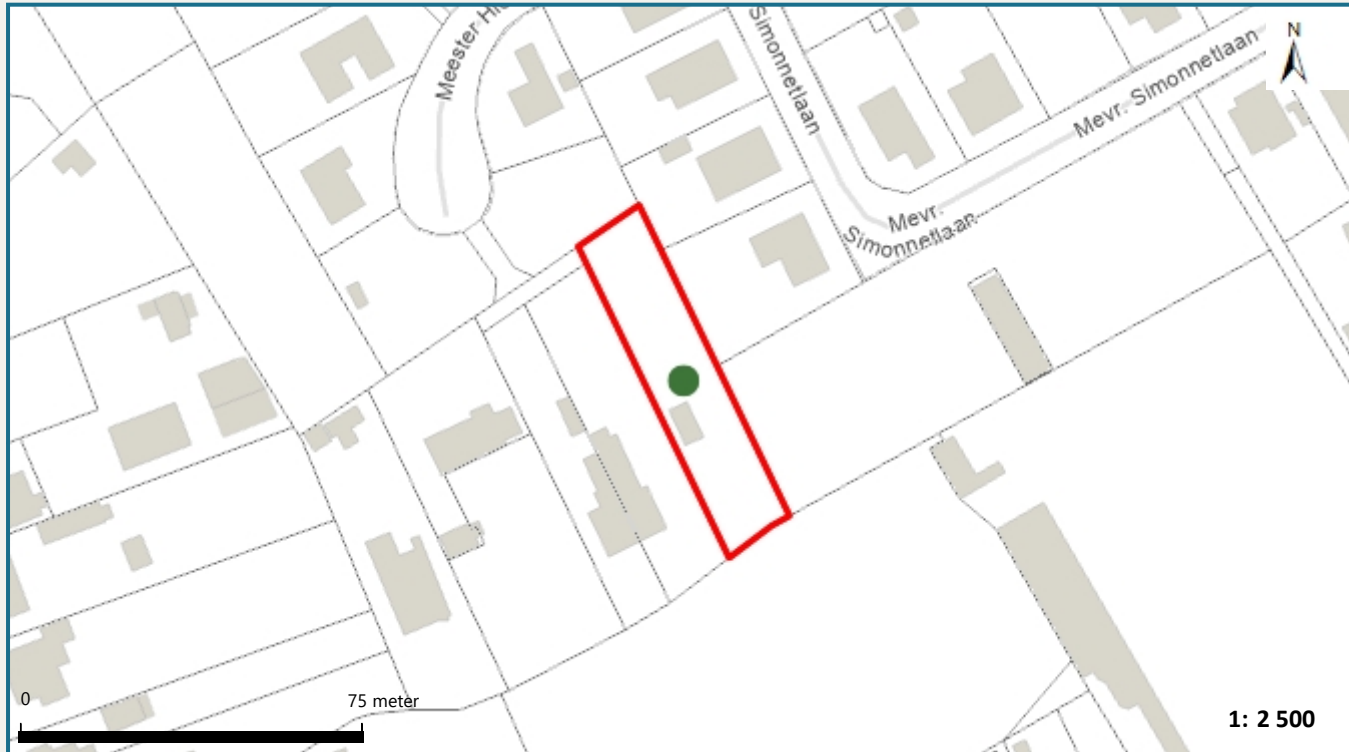 Meester
Simonnetlaan
Mevr. Simonnetlaan
N
Mevr.
Simonnetlaan
0
75 meter
1: 2 500